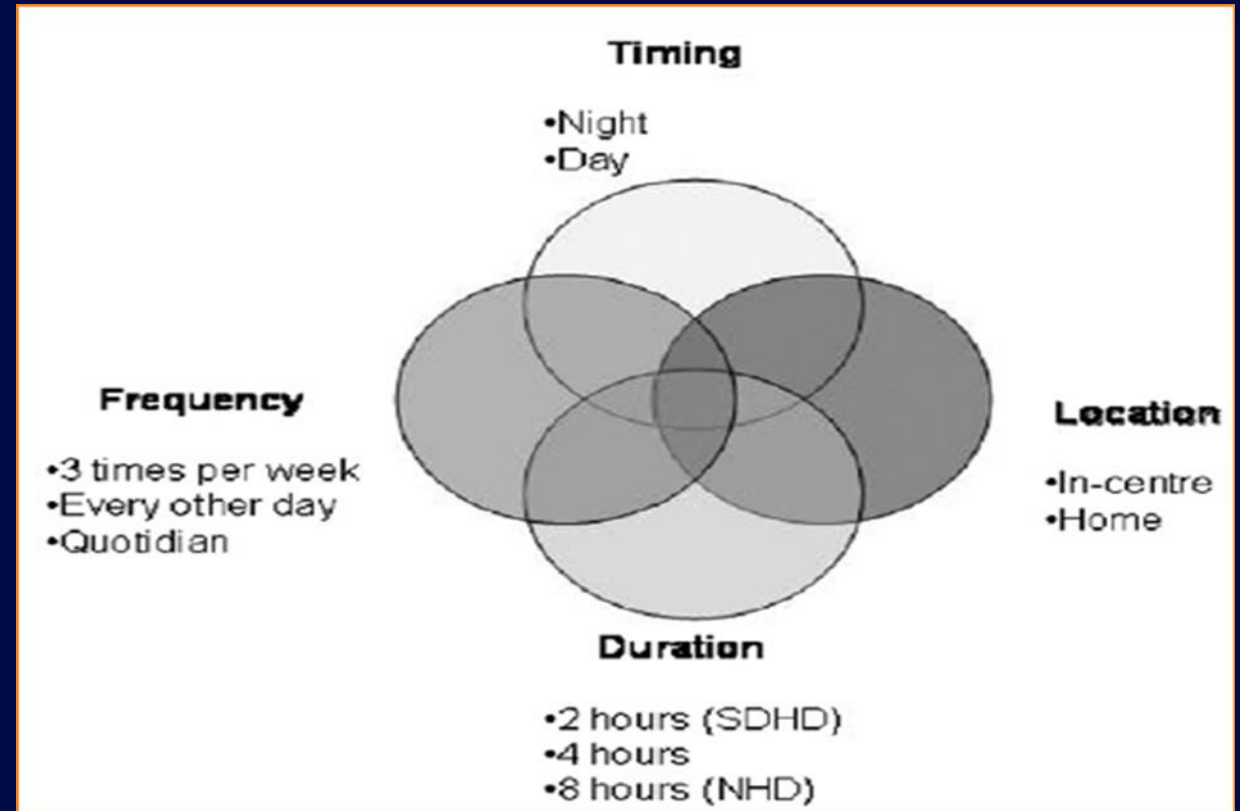 Timing
•Night
•Day
Frequency
•3 times per week
•Every other day
•Quotidian
Location
•In-centre
•Home
Duration
•2 hours (SDHD)
•4 hours
•8 hours (NHD)